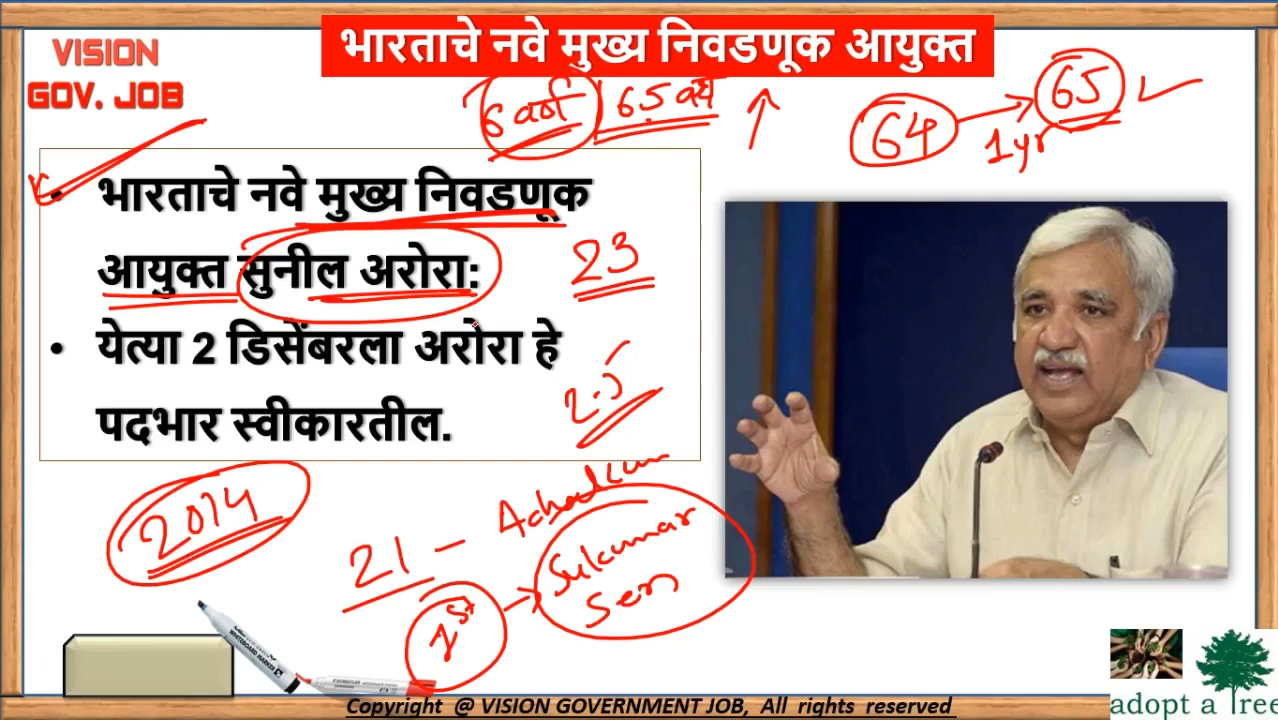 भारताचे नवे मुख्य निवडणूक आयुक्त
VISION
GOV. JOB
6 वर्ष 65 वर्ष
64 65
1yr
• भारताचे नवे मुख्य निवडणूक
आयुक्त सुनील अरोरा:
23
• येत्या 2 डिसेंबरला अरोरा हे
पदभार स्वीकारतील.
2.5
2014
21 –
1st
Sukumar
Sen
Copyright @ VISION GOVERNMENT JOB, All rights reserved
adopt a Tree